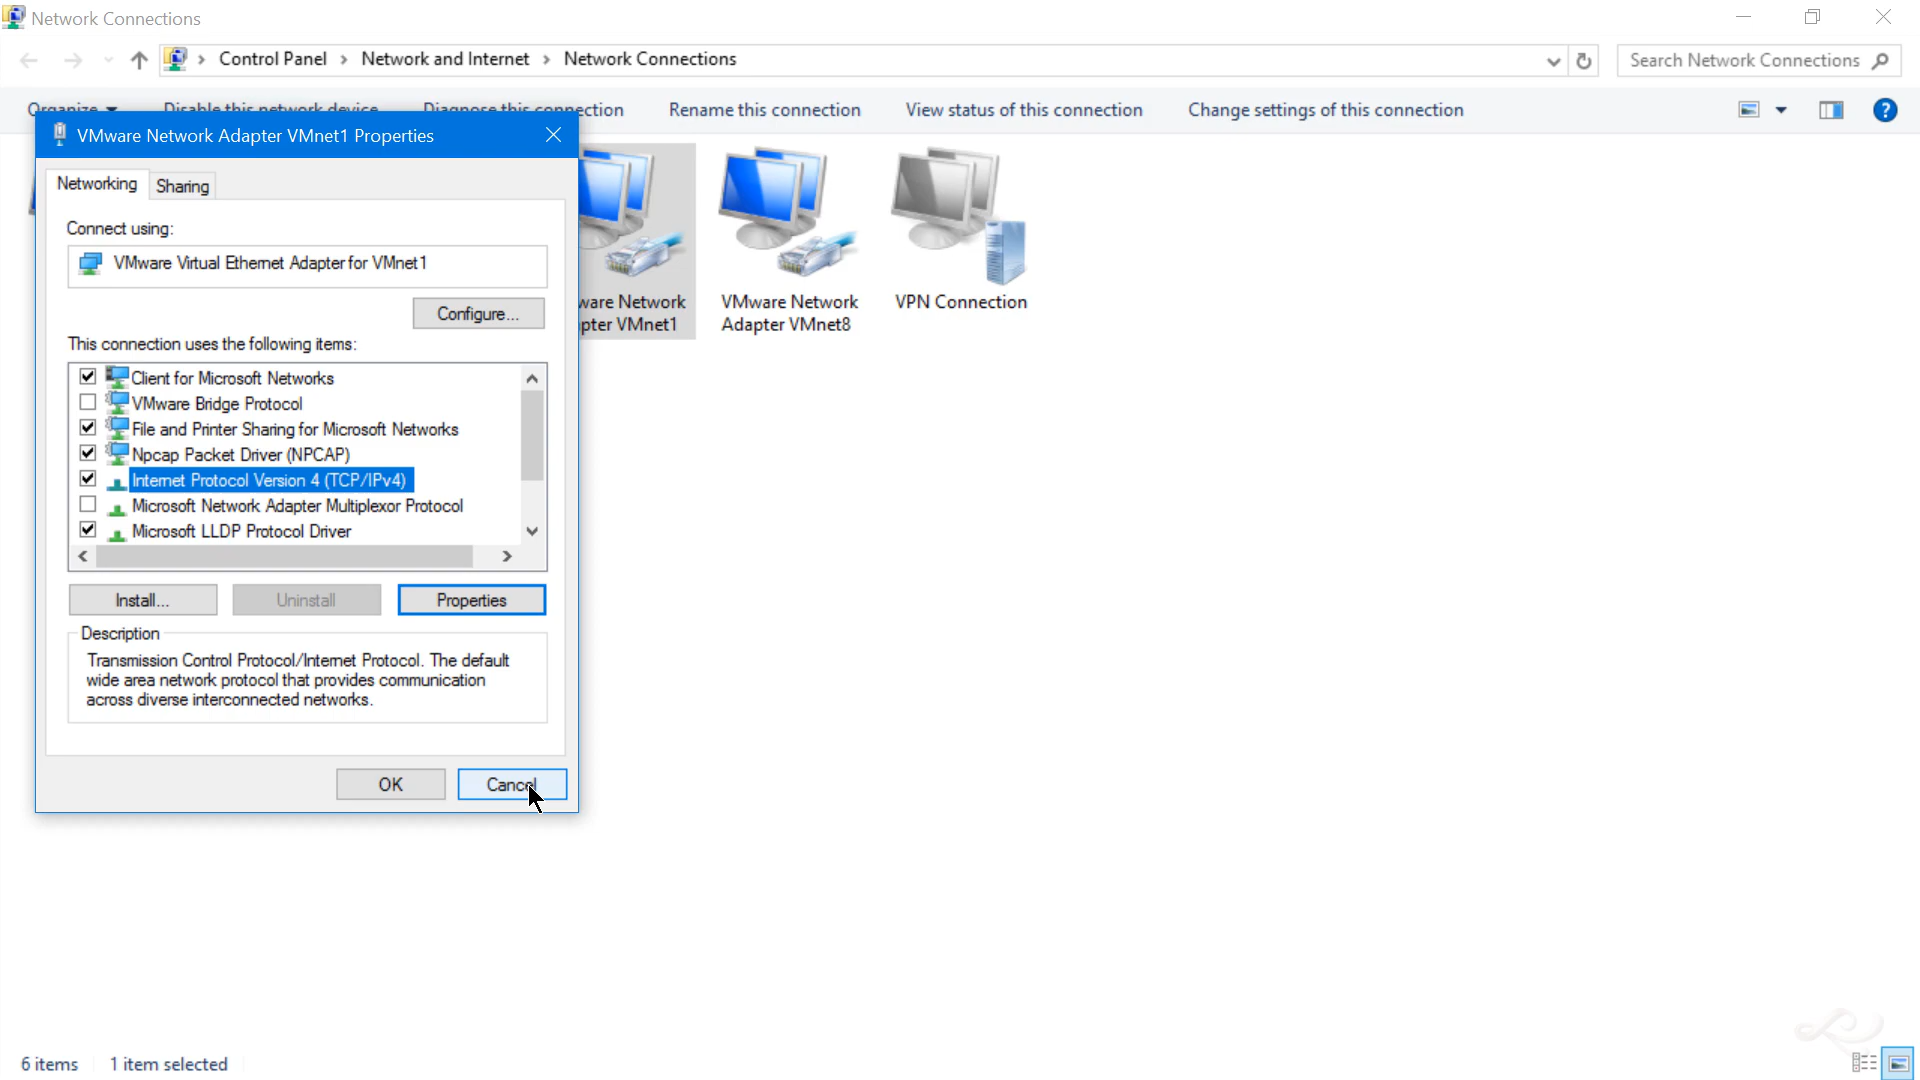 Network Connections
Control Panel > Network and Internet > Network Connections
Search Network Connections
Organize Disable this network device Diagnose this connection Rename this connection View status of this connection Change settings of this connection
VMware Network Adapter VMnet1 Properties
Networking
Sharing
Connect using:
VMware Virtual Ethernet Adapter for VMnet1
Configure...
This connection uses the following items:
Client for Microsoft Networks
VMware Bridge Protocol
File and Printer Sharing for Microsoft Networks
Npcap Packet Driver (NPCAP)
Internet Protocol Version 4 (TCP/IPv4)
Microsoft Network Adapter Multiplexor Protocol
Microsoft LLDP Protocol Driver
Install...
Uninstall
Properties
Description
Transmission Control Protocol/Internet Protocol. The default
wide area network protocol that provides communication
across diverse interconnected networks.
OK
Cancel
ware Network
pter VMnet1
VMware Network
Adapter VMnet8
VPN Connection
6 items
1 item selected